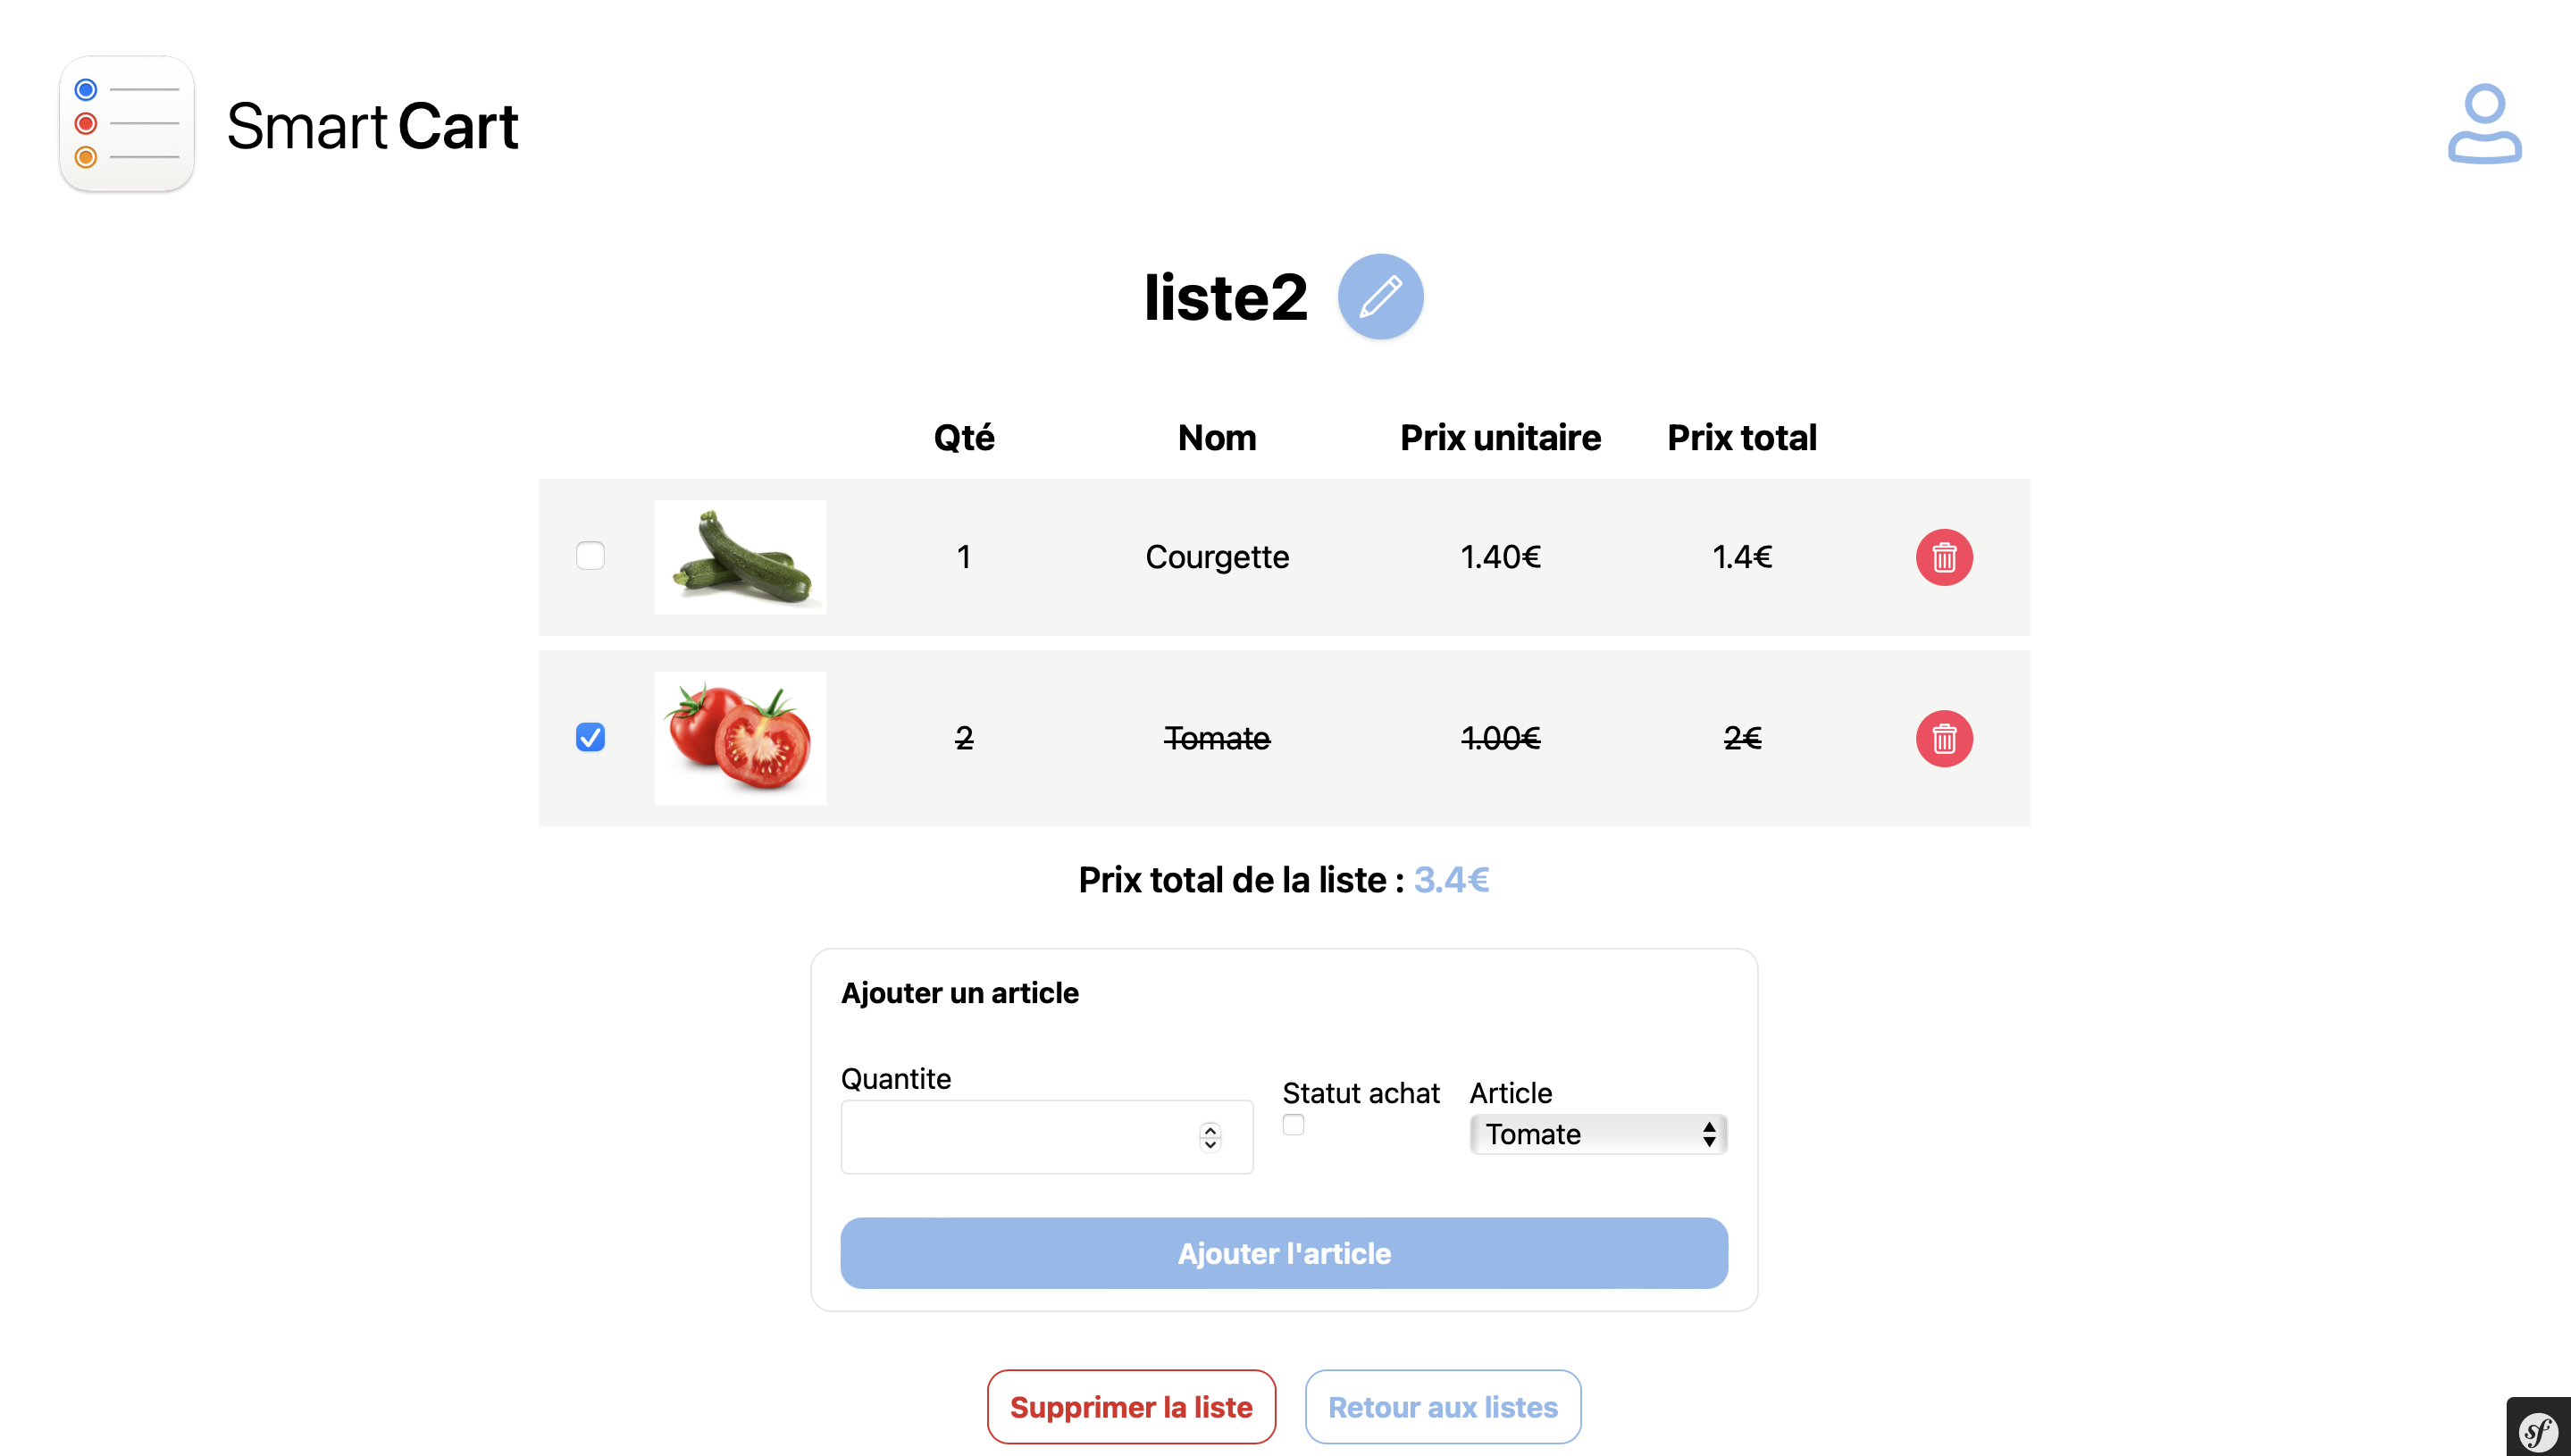 Smart Cart
liste2
Qté Nom Prix unitaire Prix total
1 Courgette 1.40€ 1.4€
2 Tomate 1.00€ 2€
Prix total de la liste : 3.4€
Ajouter un article
Quantite
Statut achat Article
Tomate
Ajouter l'article
Supprimer la liste Retour aux listes
sf